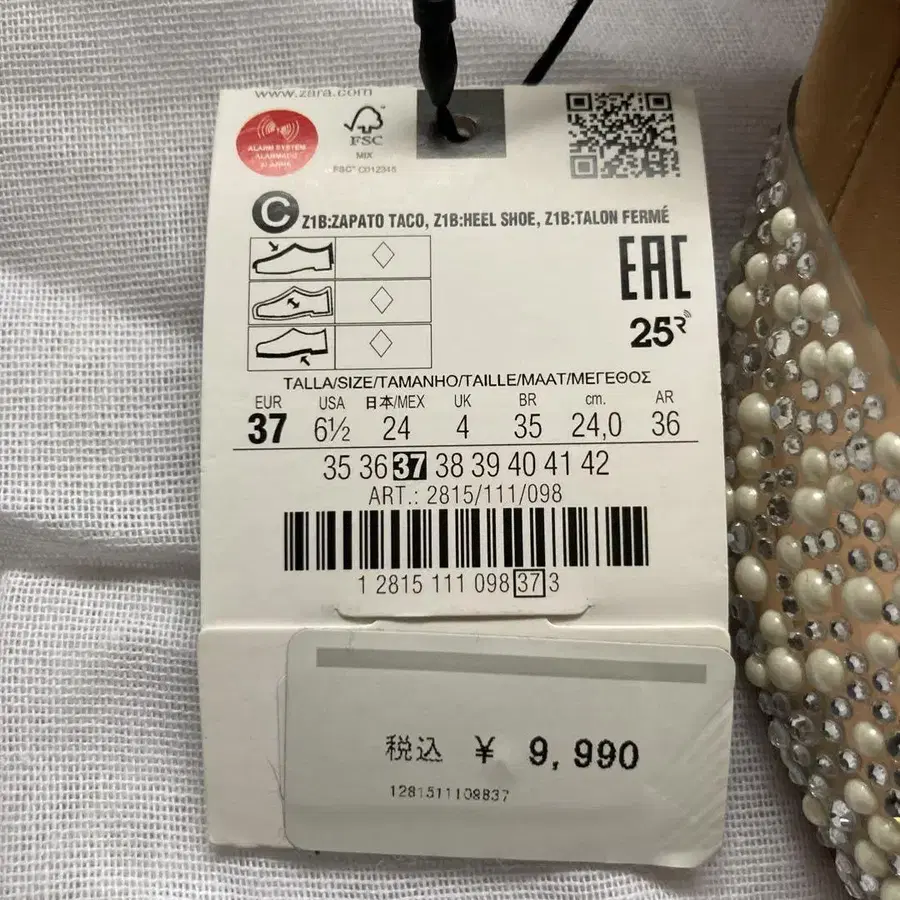 www.zara.com
ALARM SYSTEM
FSC
MIX
FSC® C012345
C Z1B:ZAPATO TACO, Z1B:HEEL SHOE, Z1B:TALON FERMÉ
EAC
25R
TALLA/SIZE/TAMANHO/TAILLE/MAAT/ΜΕΓΕΘΟΣ
EUR USA 日本/MEX UK BR cm. AR
37 6½ 24 4 35 24,0 36
35 36 37 38 39 40 41 42
ART.: 2815/111/098
1 2815 111 098 37 3
税込 ¥ 9,990
1281511109837